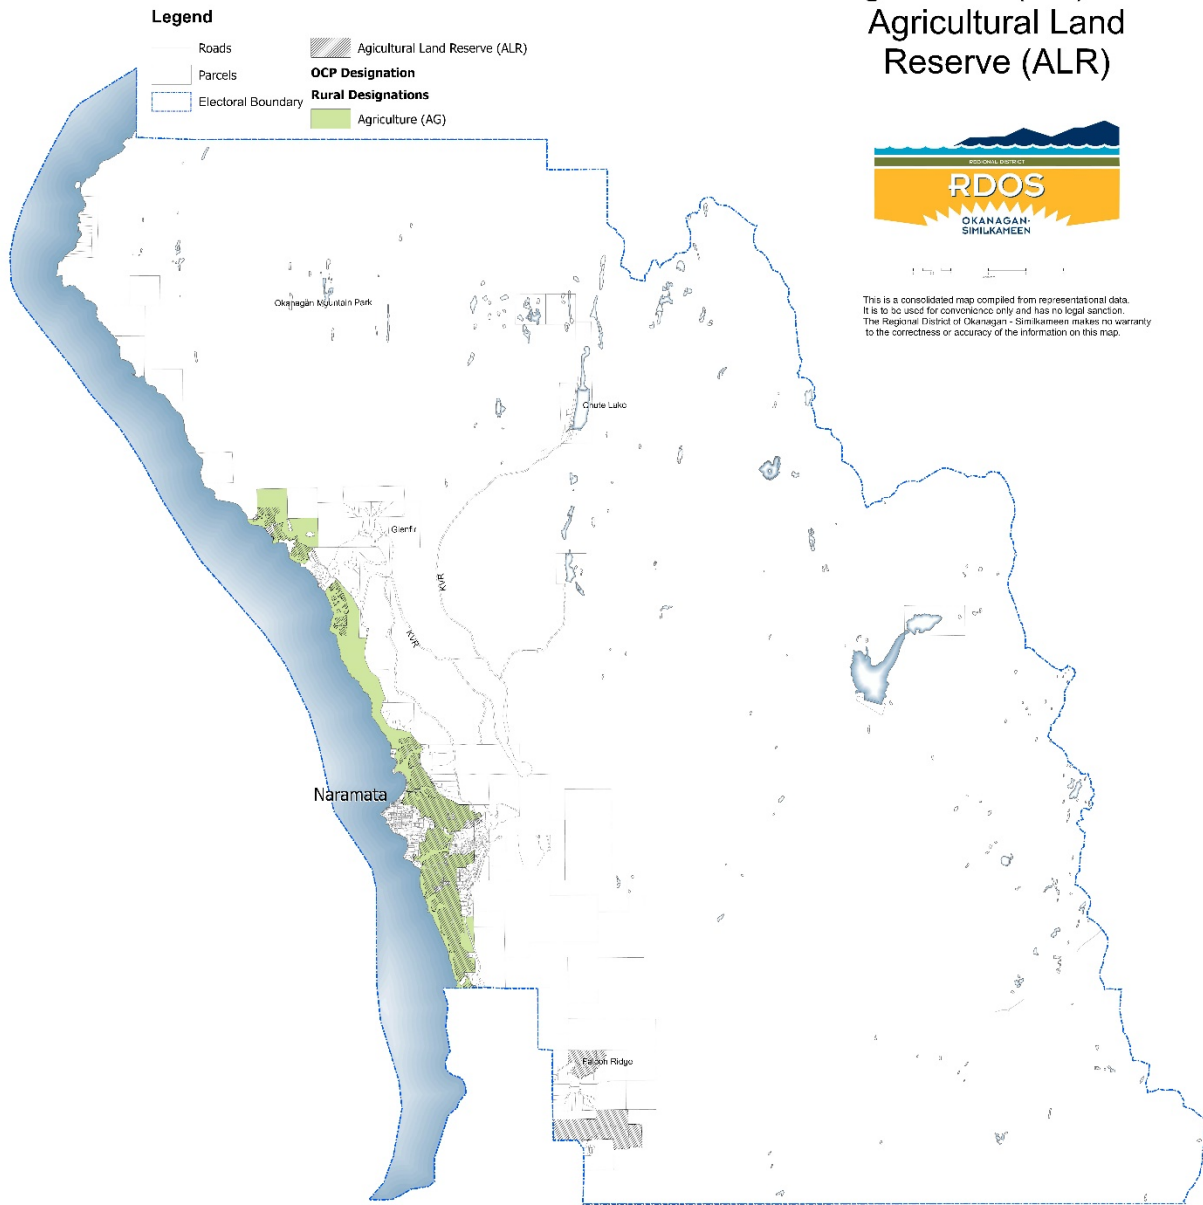 Legend
Roads
Parcels
Electoral Boundary
Agicultural Land Reserve (ALR)
OCP Designation
Rural Designations
Agriculture (AG)
Agricultural Land
Reserve (ALR)
REGIONAL DISTRICT
RDOS
OKANAGAN-
SIMILKAMEEN
This is a consolidated map compiled from representational data.
It is to be used for convenience only and has no legal sanction.
The Regional District of Okanagan - Similkameen makes no warranty
to the correctness or accuracy of the information on this map.
Okanagan Mountain Park
Chute Lake
Glenfir
KVR
KVR
Naramata
Falcon Ridge